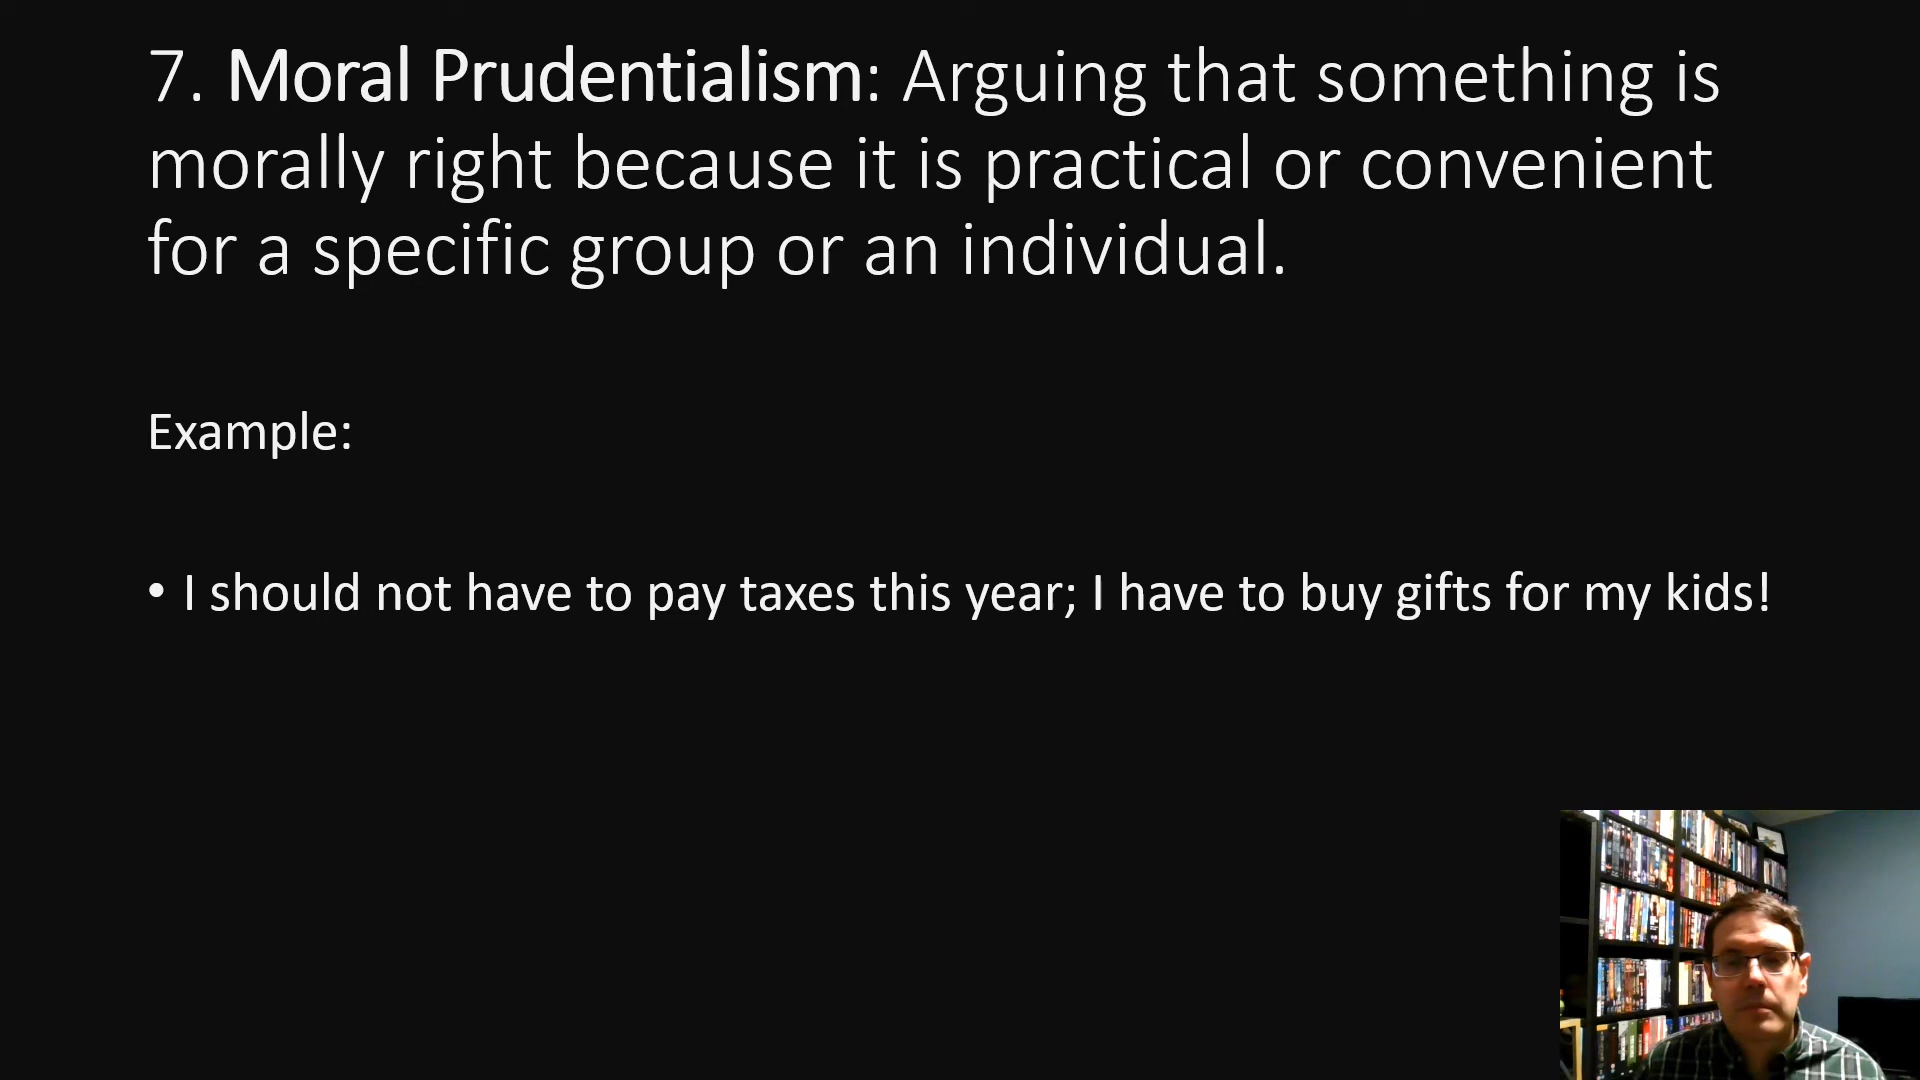 7. Moral Prudentialism: Arguing that something is
morally right because it is practical or convenient
for a specific group or an individual.
Example:
• I should not have to pay taxes this year; I have to buy gifts for my kids!